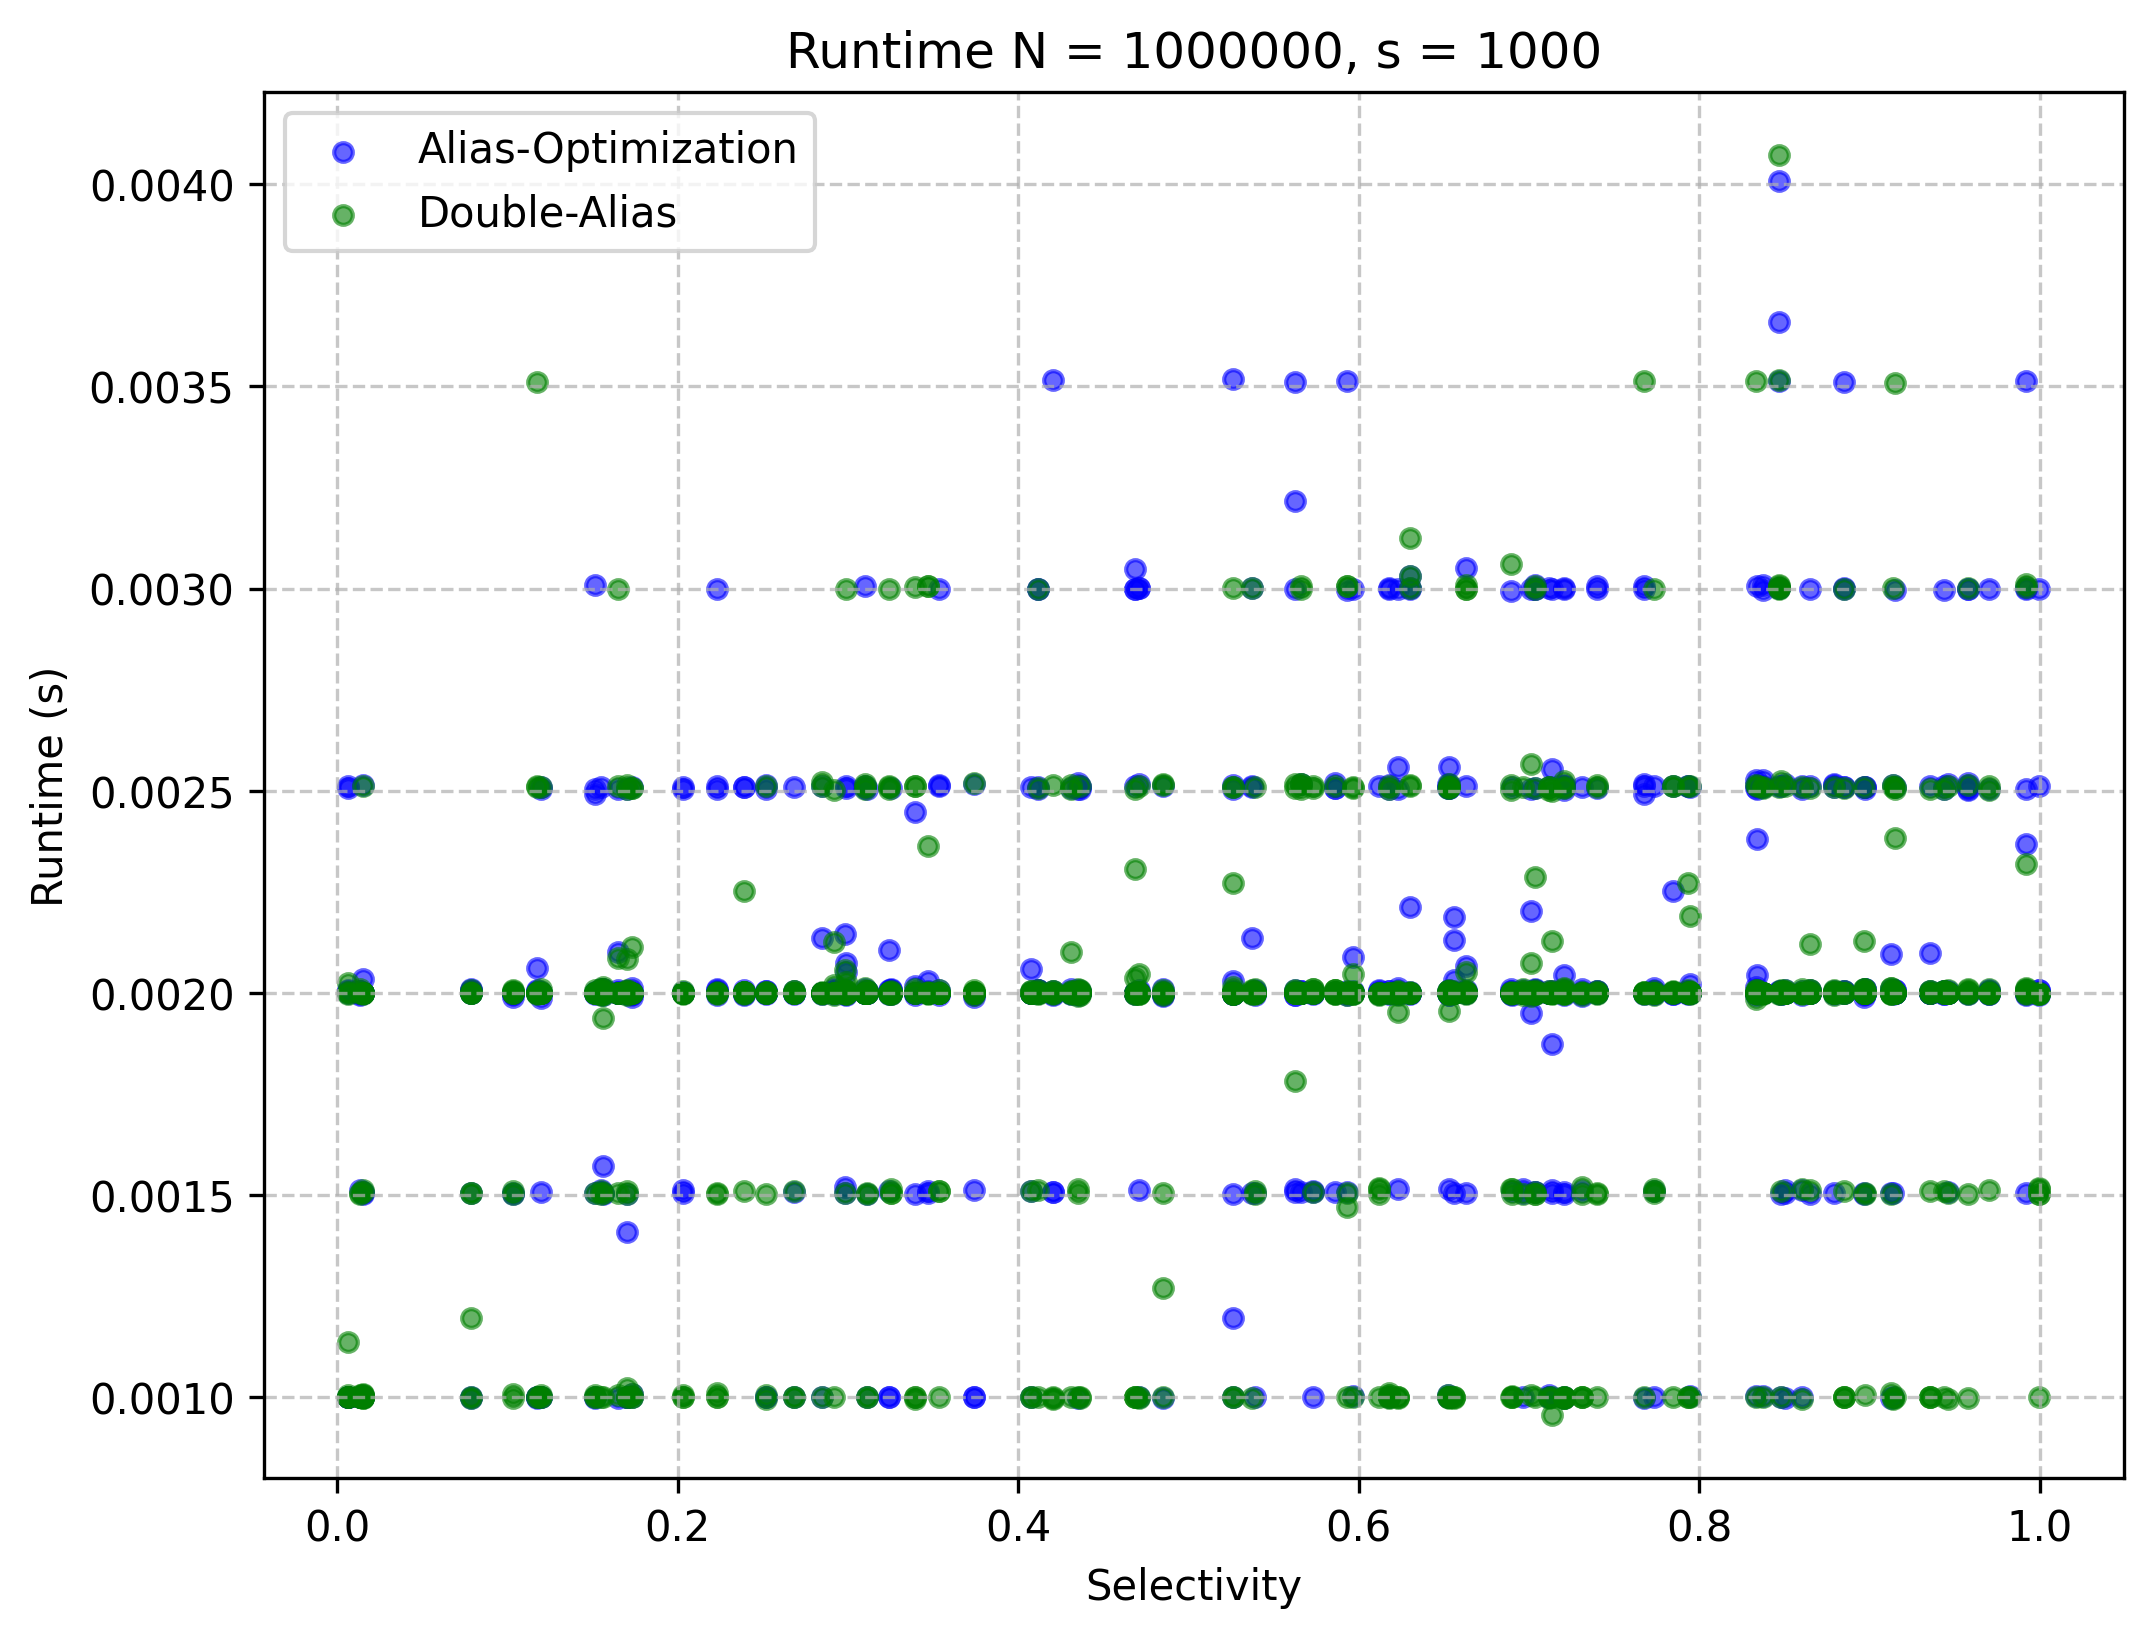 Runtime N = 1000000, s = 1000
Alias-Optimization
Double-Alias
Runtime (s)
0.0040
0.0035
0.0030
0.0025
0.0020
0.0015
0.0010
0.0 0.2 0.4 0.6 0.8 1.0
Selectivity